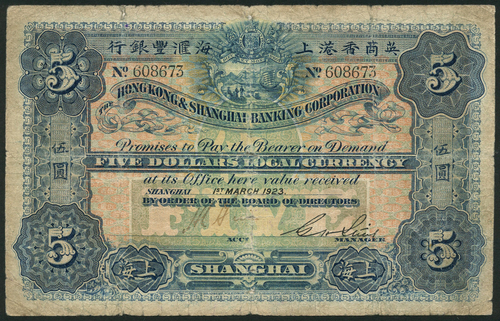 行銀豐滙海上港香商英
5 5
Nº 608673 Nº 608673
THE
HONGKONG & SHANGHAI BANKING CORPORATION
Promises to Pay the Bearer on Demand
FIVE DOLLARS LOCAL CURRENCY
伍圓 伍圓
at its Office here value received
SHANGHAI 1ST MARCH 1923.
BY ORDER OF THE BOARD OF DIRECTORS
ACCT MANAGER
5 海上 SHANGHAI 海上 5